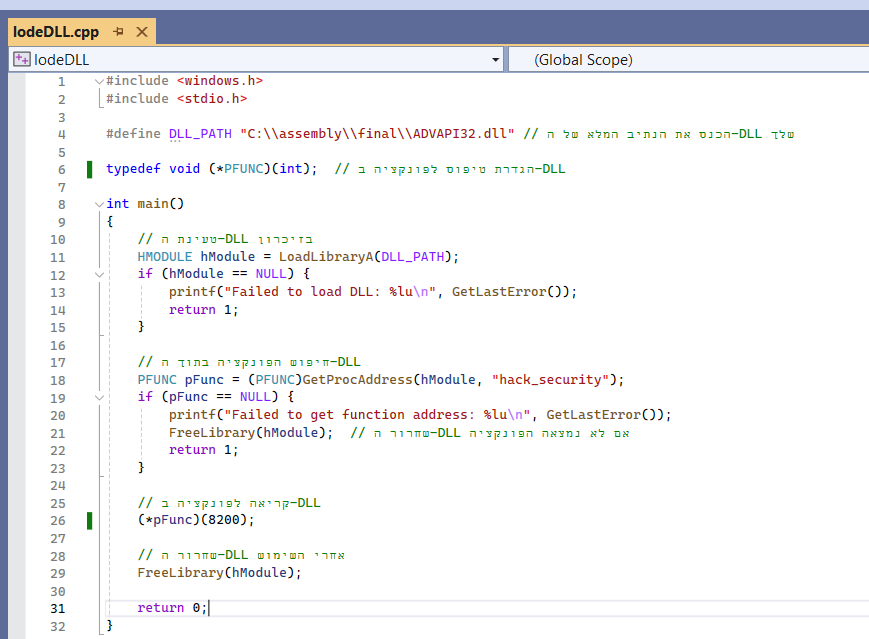 lodeDLL.cpp
lodeDLL
(Global Scope)
1 #include <windows.h>
2 #include <stdio.h>
3
4 #define DLL_PATH "C:\\assembly\\final\\ADVAPI32.dll" // הכנס את הנתיב המלא של ה-DLL שלך
5
6 typedef void (*PFUNC)(int);  // הגדרת טיפוס לפונקציה ב-DLL
7
8 int main()
9 {
10     // טעינת ה-DLL בזיכרון
11     HMODULE hModule = LoadLibraryA(DLL_PATH);
12     if (hModule == NULL) {
13         printf("Failed to load DLL: %lu\n", GetLastError());
14         return 1;
15     }
16
17     // חיפוש הפונקציה בתוך ה-DLL
18     PFUNC pFunc = (PFUNC)GetProcAddress(hModule, "hack_security");
19     if (pFunc == NULL) {
20         printf("Failed to get function address: %lu\n", GetLastError());
21         FreeLibrary(hModule);  // שחרור ה-DLL אם לא נמצאה הפונקציה
22         return 1;
23     }
24
25     // קריאה לפונקציה ב-DLL
26     (*pFunc)(8200);
27
28     // שחרור ה-DLL אחרי השימוש
29     FreeLibrary(hModule);
30
31     return 0;
32 }